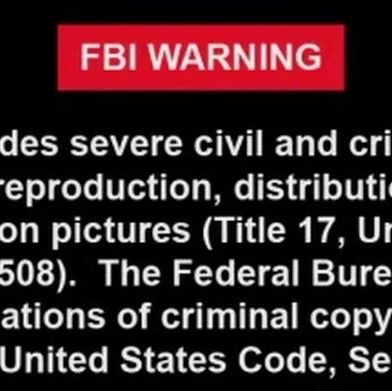 FBI WARNING
des severe civil and cri
reproduction, distributi
on pictures (Title 17, Un
508).  The Federal Bure
ations of criminal copy
United States Code, Se